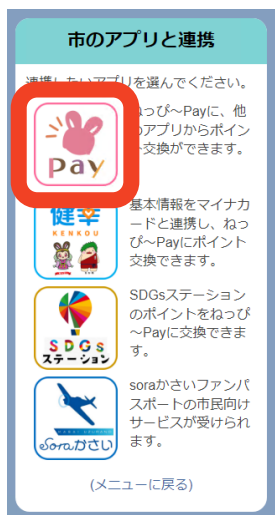 市のアプリと連携
連携したいアプリを選んでください。
Pay
ねっぴ～Payに、他
のアプリからポイン
ト交換ができます。
健幸
KENKOU
基本情報をマイナカ
ードと連携し、ねっ
ぴ～Payにポイント
交換できます。
SDGs
ステーション
SDGsステーション
のポイントをねっぴ
～Payに交換できま
す。
Soraかさい
soraかさいファンパ
スポートの市民向け
サービスが受けられ
ます。
(メニューに戻る)